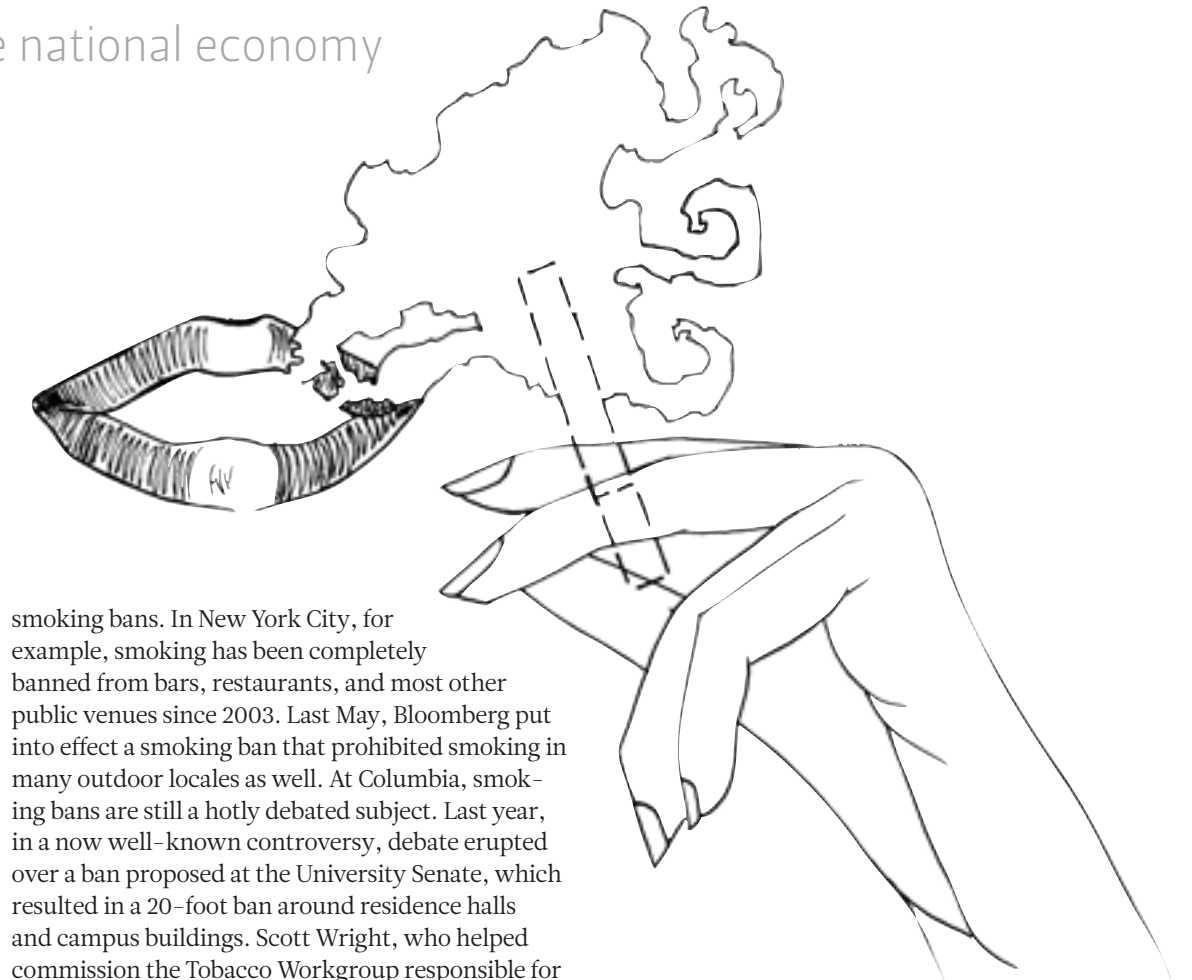 national economy
smoking bans. In New York City, for
example, smoking has been completely
banned from bars, restaurants, and most other
public venues since 2003. Last May, Bloomberg put
into effect a smoking ban that prohibited smoking in
many outdoor locales as well. At Columbia, smok-
ing bans are still a hotly debated subject. Last year,
in a now well-known controversy, debate erupted
over a ban proposed at the University Senate, which
resulted in a 20-foot ban around residence halls
and campus buildings. Scott Wright, who helped
commission the Tobacco Workgroup responsible for